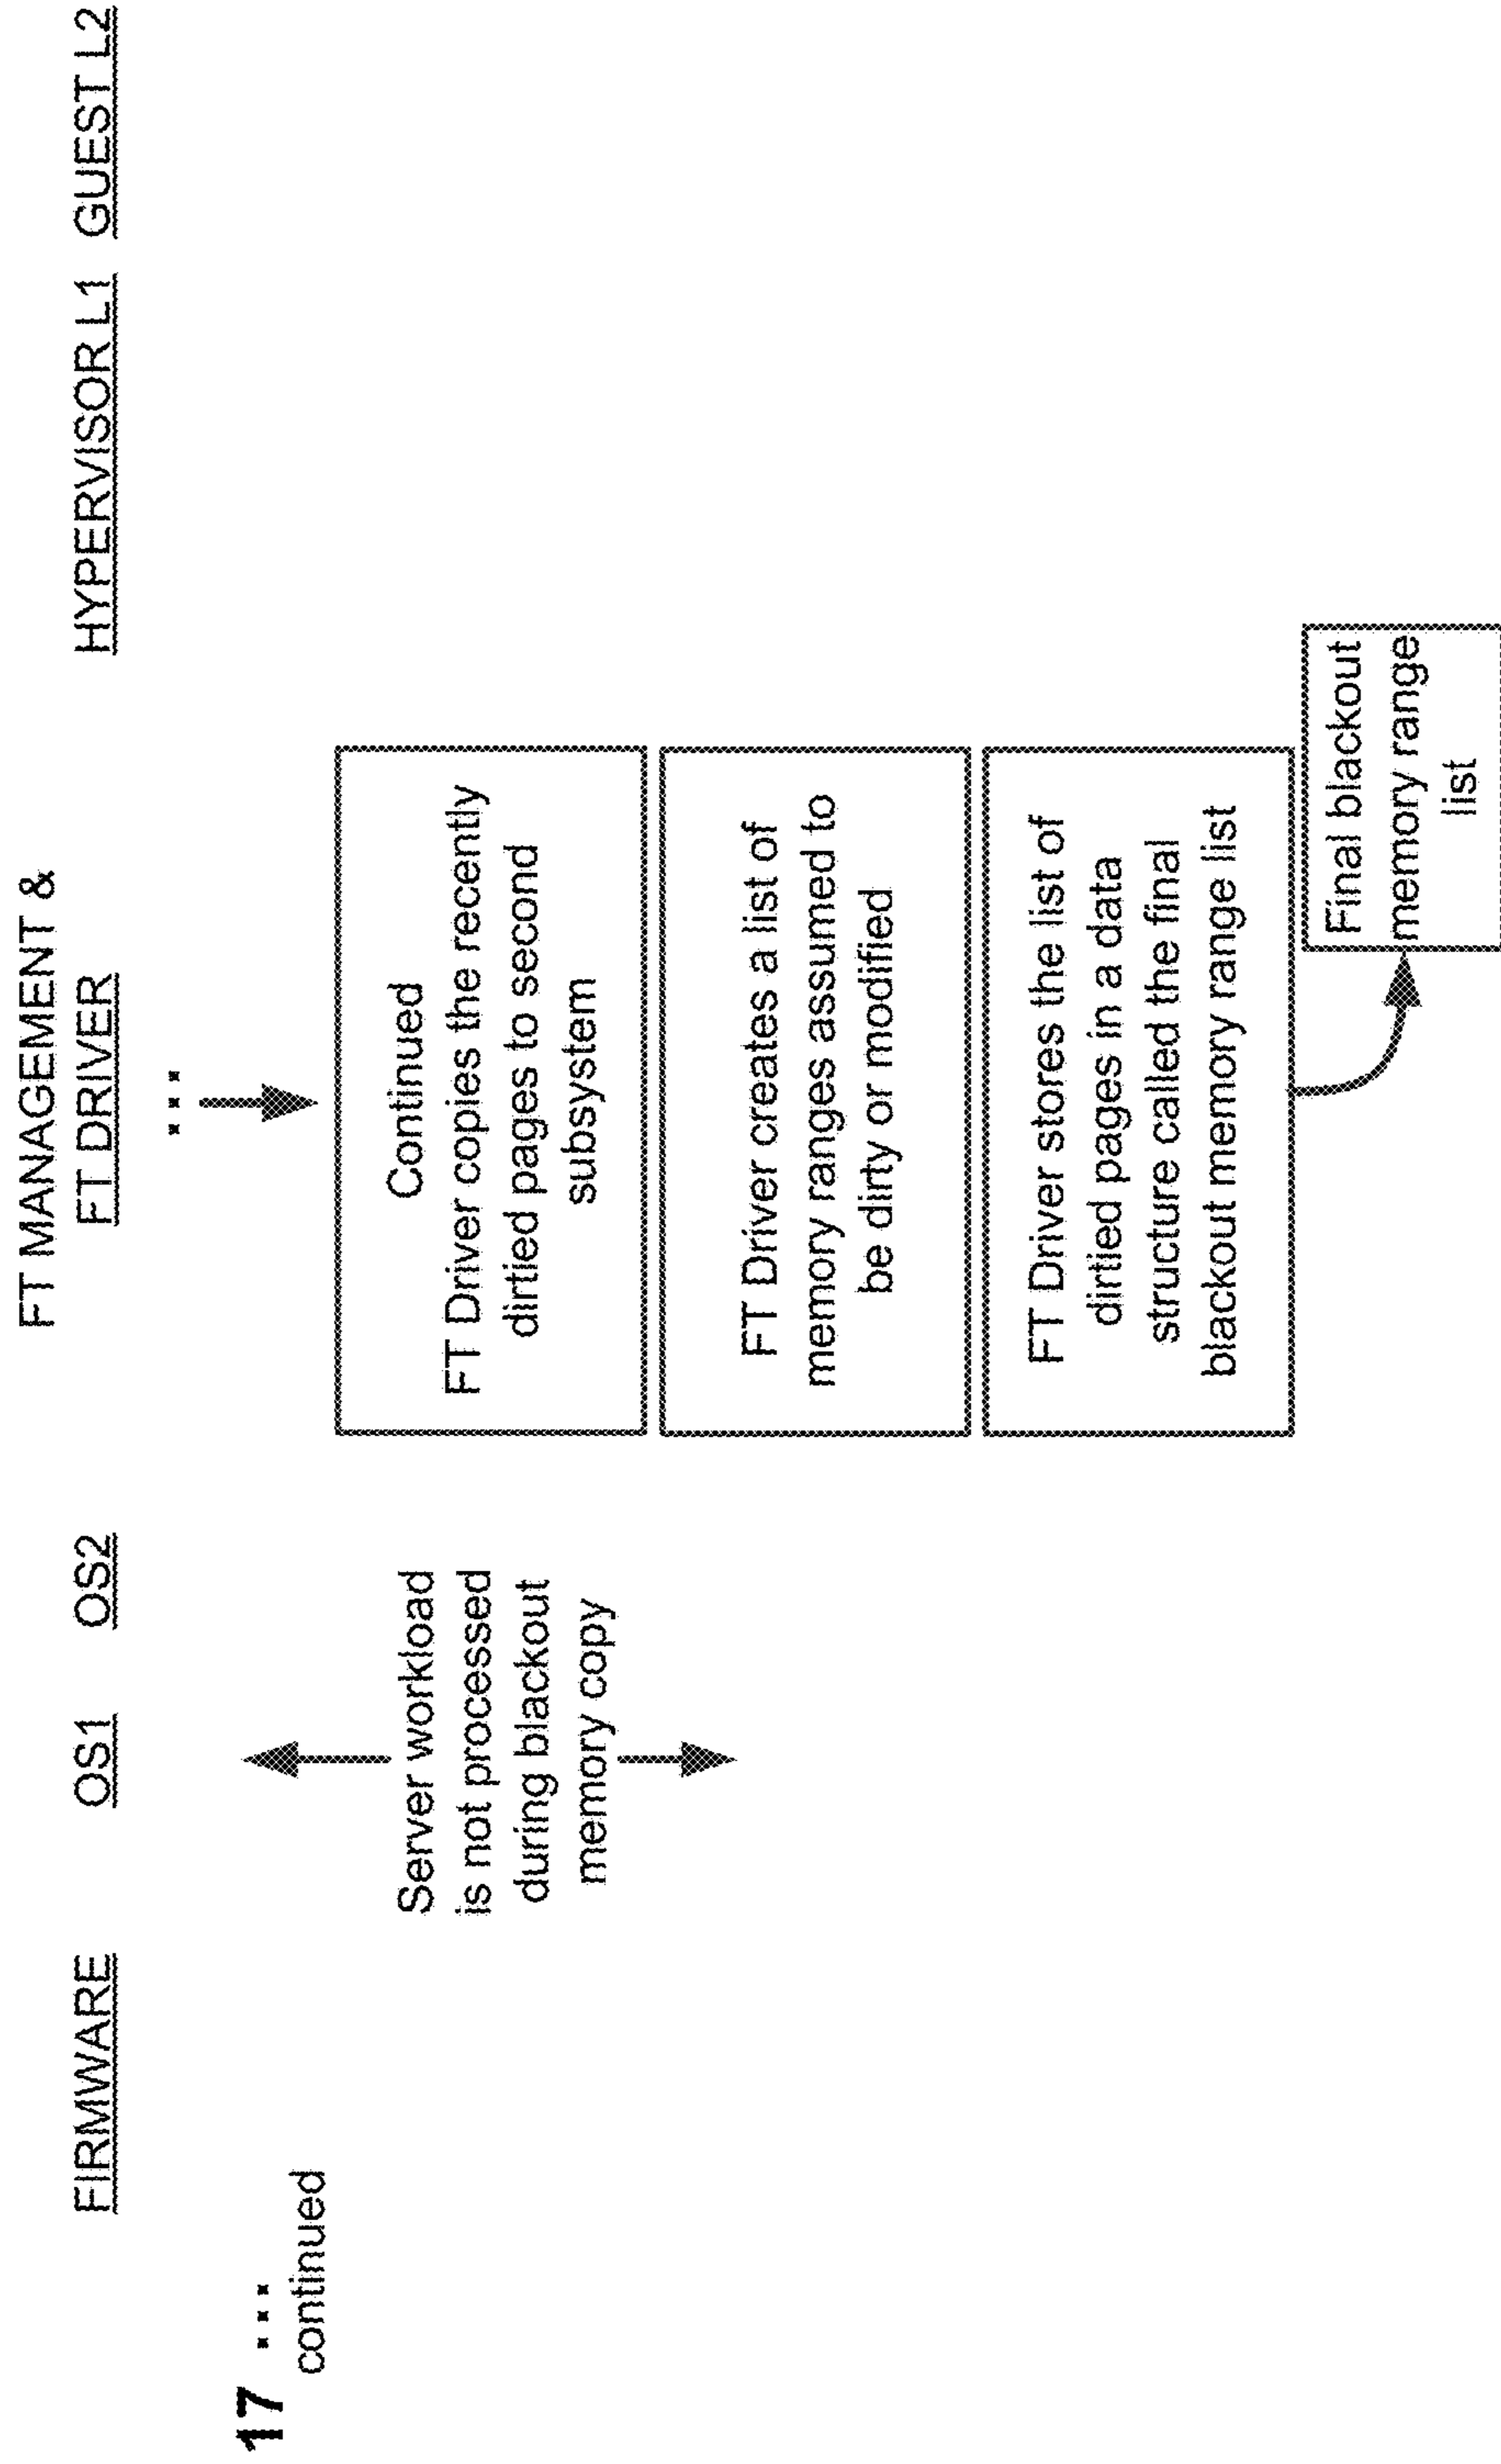 FT MANAGEMENT &
FIRMWARE OS1 OS2 FT DRIVER HYPERVISOR L1 GUEST L2
17 ...
continued
...
Server workload
is not processed
during blackout
memory copy
Continued
FT Driver copies the recently
dirtied pages to second
subsystem
FT Driver creates a list of
memory ranges assumed to
be dirty or modified
FT Driver stores the list of
dirtied pages in a data
structure called the final
blackout memory range list
Final blackout
memory range
list